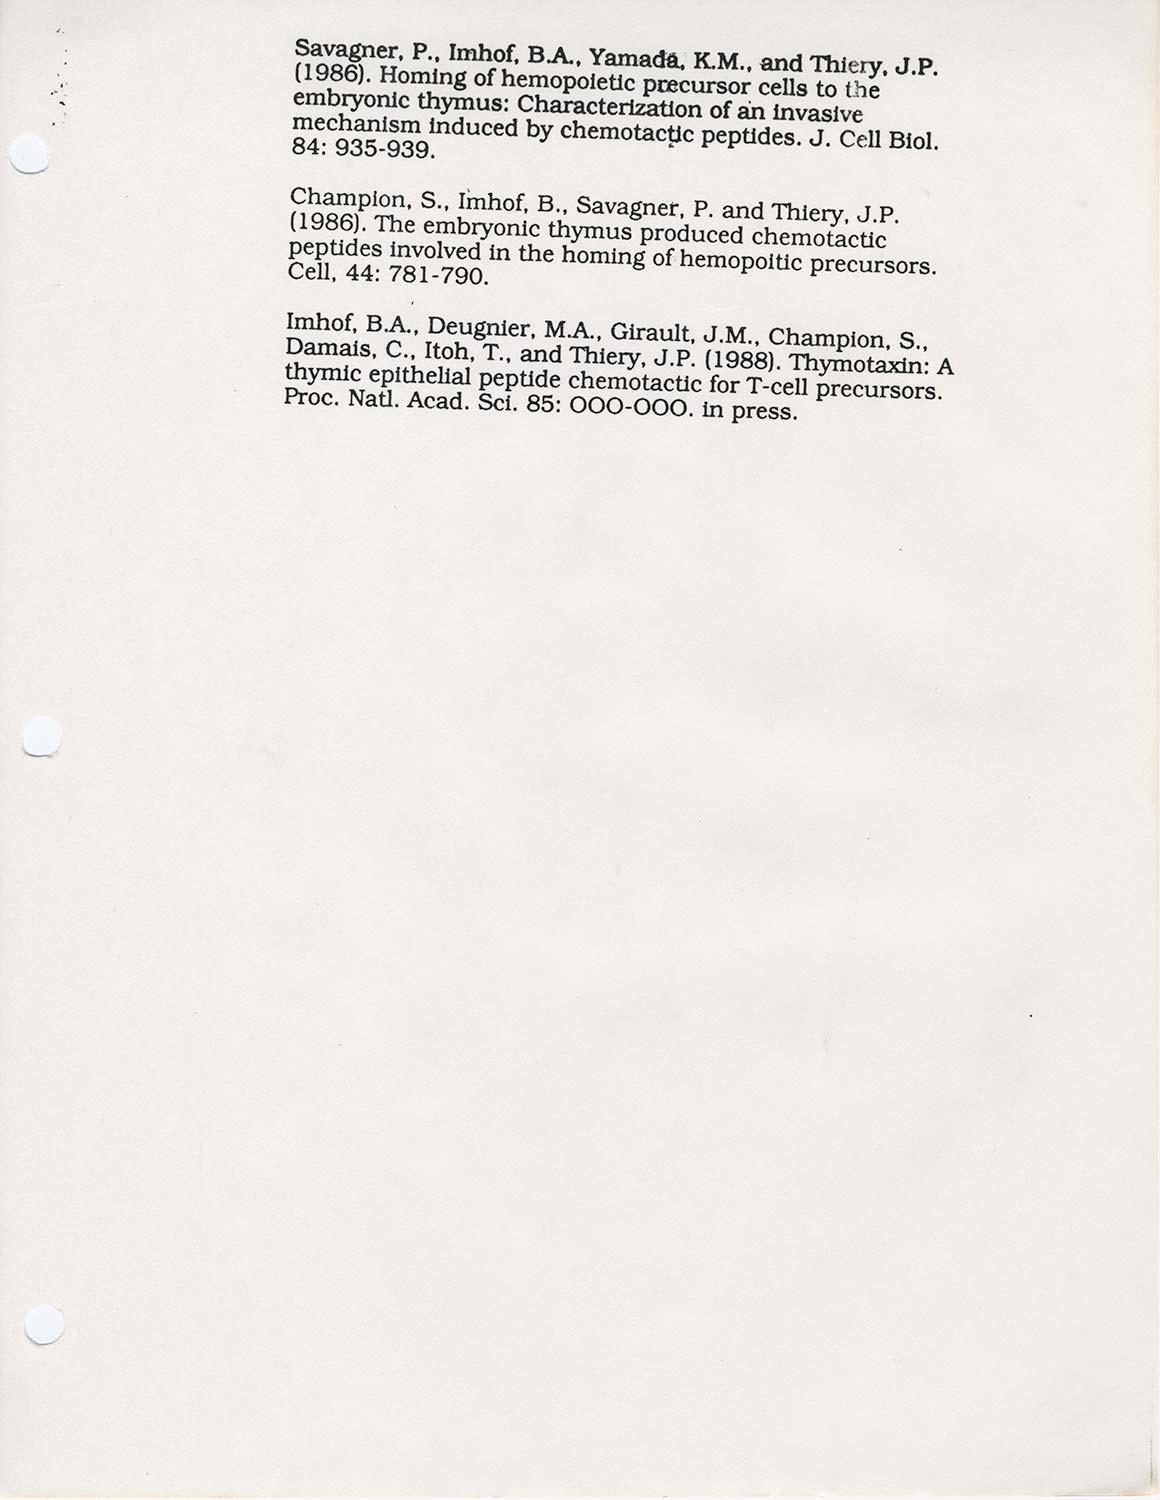 Savagner, P., Imhof, B.A., Yamada, K.M., and Thiery, J.P.
(1986). Homing of hemopoietic precursor cells to the
embryonic thymus: Characterization of an invasive
mechanism induced by chemotactic peptides. J. Cell Biol.
84: 935-939.
Champion, S., Imhof, B., Savagner, P. and Thiery, J.P.
(1986). The embryonic thymus produced chemotactic
peptides involved in the homing of hemopoitic precursors.
Cell, 44: 781-790.
Imhof, B.A., Deugnier, M.A., Girault, J.M., Champion, S.,
Damais, C., Itoh, T., and Thiery, J.P. (1988). Thymotaxin: A
thymic epithelial peptide chemotactic for T-cell precursors.
Proc. Natl. Acad. Sci. 85: OOO-OOO. in press.